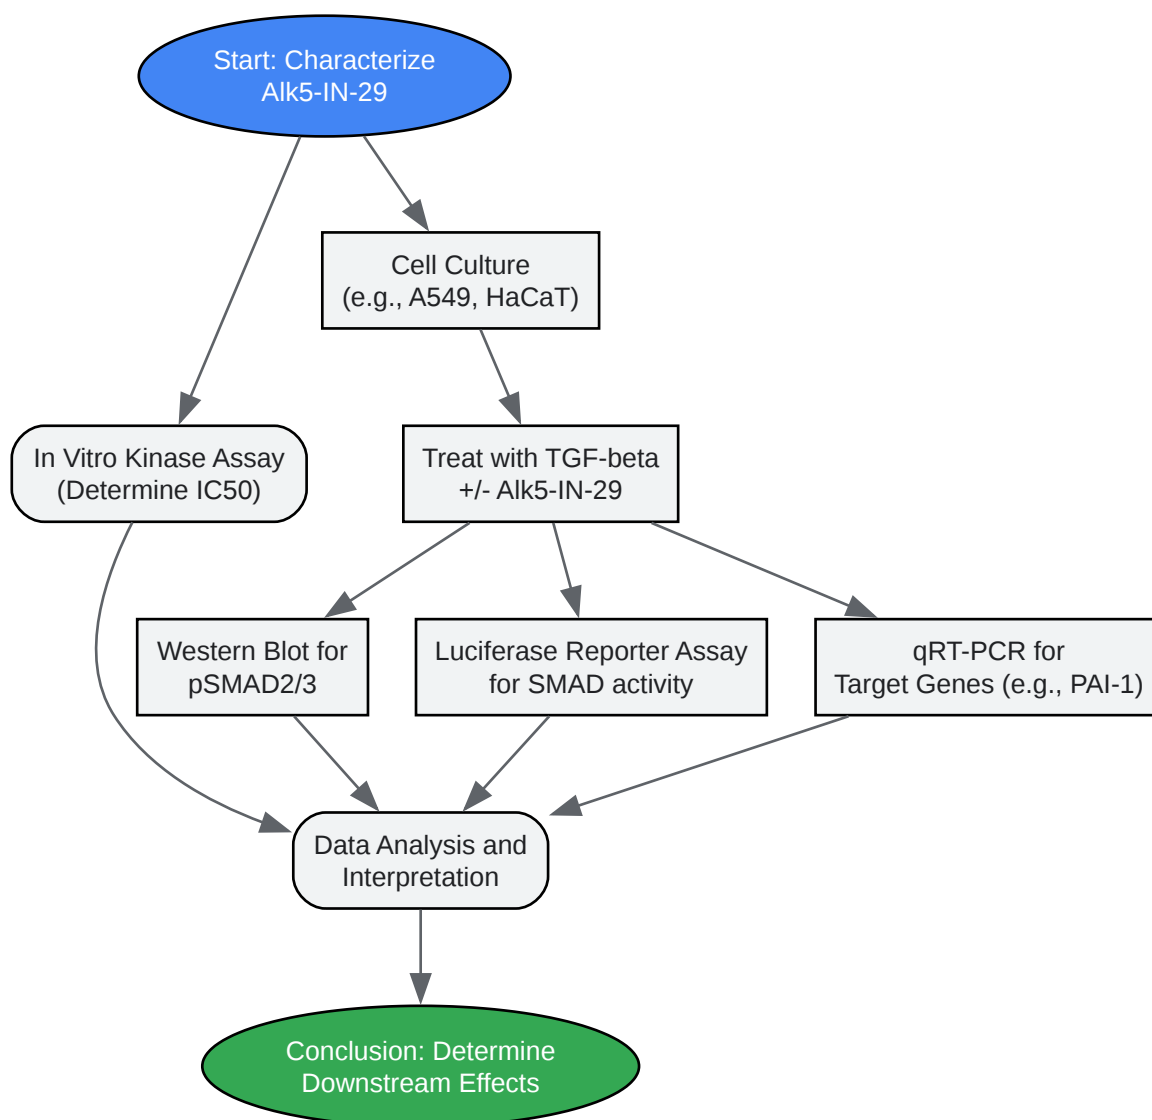 Start: Characterize
Alk5-IN-29
Cell Culture
(e.g., A549, HaCaT)
In Vitro Kinase Assay
(Determine IC50)
Treat with TGF-beta
+/- Alk5-IN-29
Western Blot for
pSMAD2/3
Luciferase Reporter Assay
for SMAD activity
qRT-PCR for
Target Genes (e.g., PAI-1)
Data Analysis and
Interpretation
Conclusion: Determine
Downstream Effects